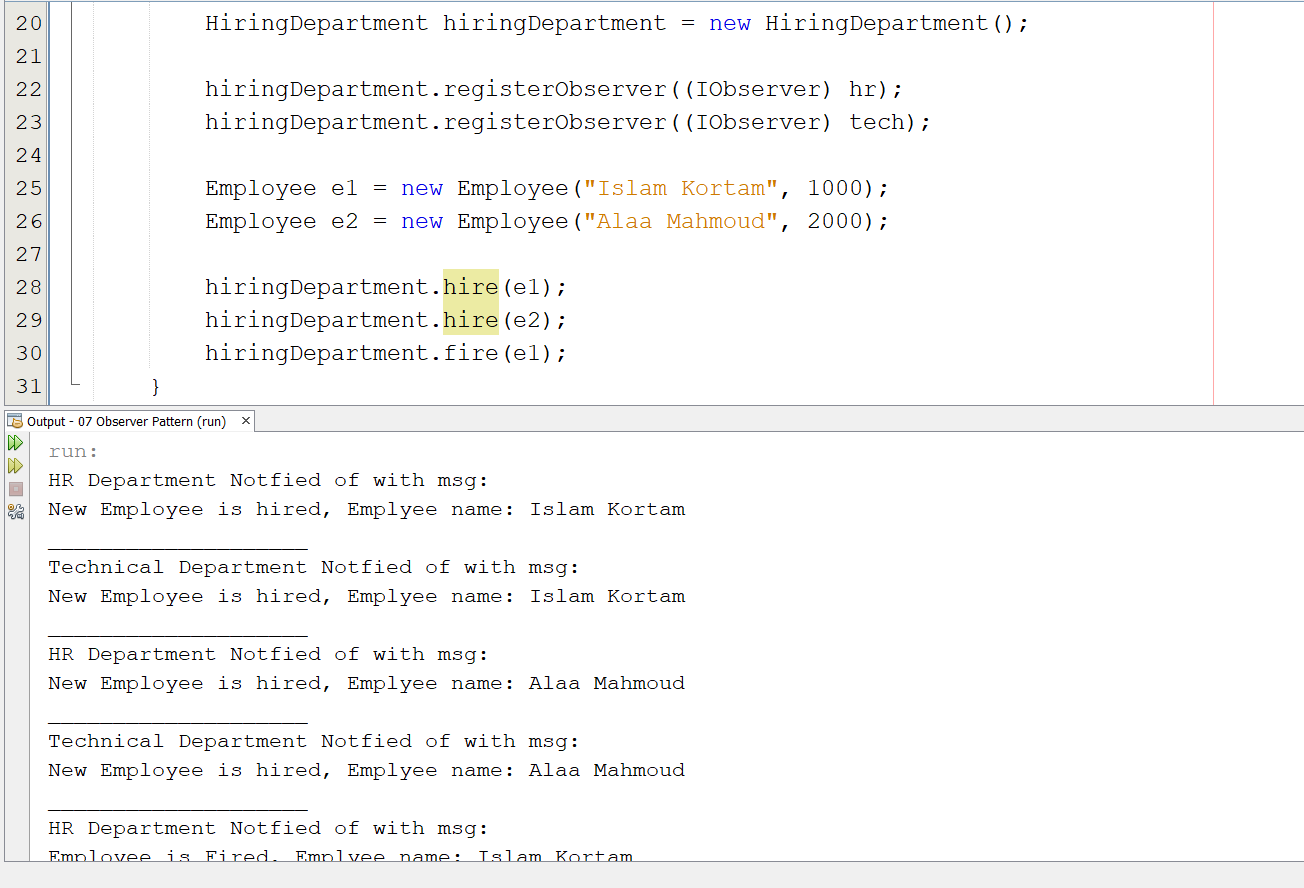 20 HiringDepartment hiringDepartment = new HiringDepartment();
21
22 hiringDepartment.registerObserver((IObserver) hr);
23 hiringDepartment.registerObserver((IObserver) tech);
24
25 Employee e1 = new Employee("Islam Kortam", 1000);
26 Employee e2 = new Employee("Alaa Mahmoud", 2000);
27
28 hiringDepartment.hire(e1);
29 hiringDepartment.hire(e2);
30 hiringDepartment.fire(e1);
31 }
Output - 07 Observer Pattern (run) ×
run:
HR Department Notfied of with msg:
New Employee is hired, Emplyee name: Islam Kortam
____________________
Technical Department Notfied of with msg:
New Employee is hired, Emplyee name: Islam Kortam
____________________
HR Department Notfied of with msg:
New Employee is hired, Emplyee name: Alaa Mahmoud
____________________
Technical Department Notfied of with msg:
New Employee is hired, Emplyee name: Alaa Mahmoud
____________________
HR Department Notfied of with msg:
Employee is Fired, Emplyee name: Islam Kortam